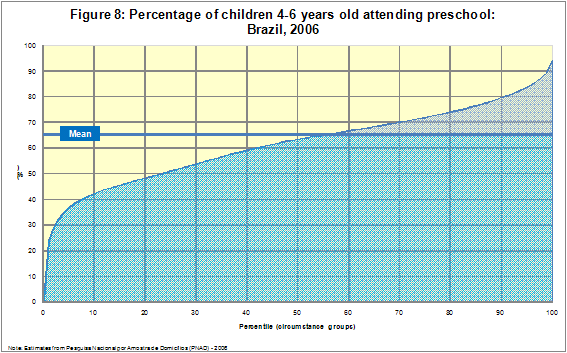 Figure 8: Percentage of children 4-6 years old attending preschool:
Brazil, 2006
100
90
80
70
60
50
40
30
20
10
0
Mean
(%)
0 10 20 30 40 50 60 70 80 90 100
Percentile (circumstance groups)
Note: Estimates from Pesquisa Nacional por Amostra de Domicílios (PNAD) - 2006